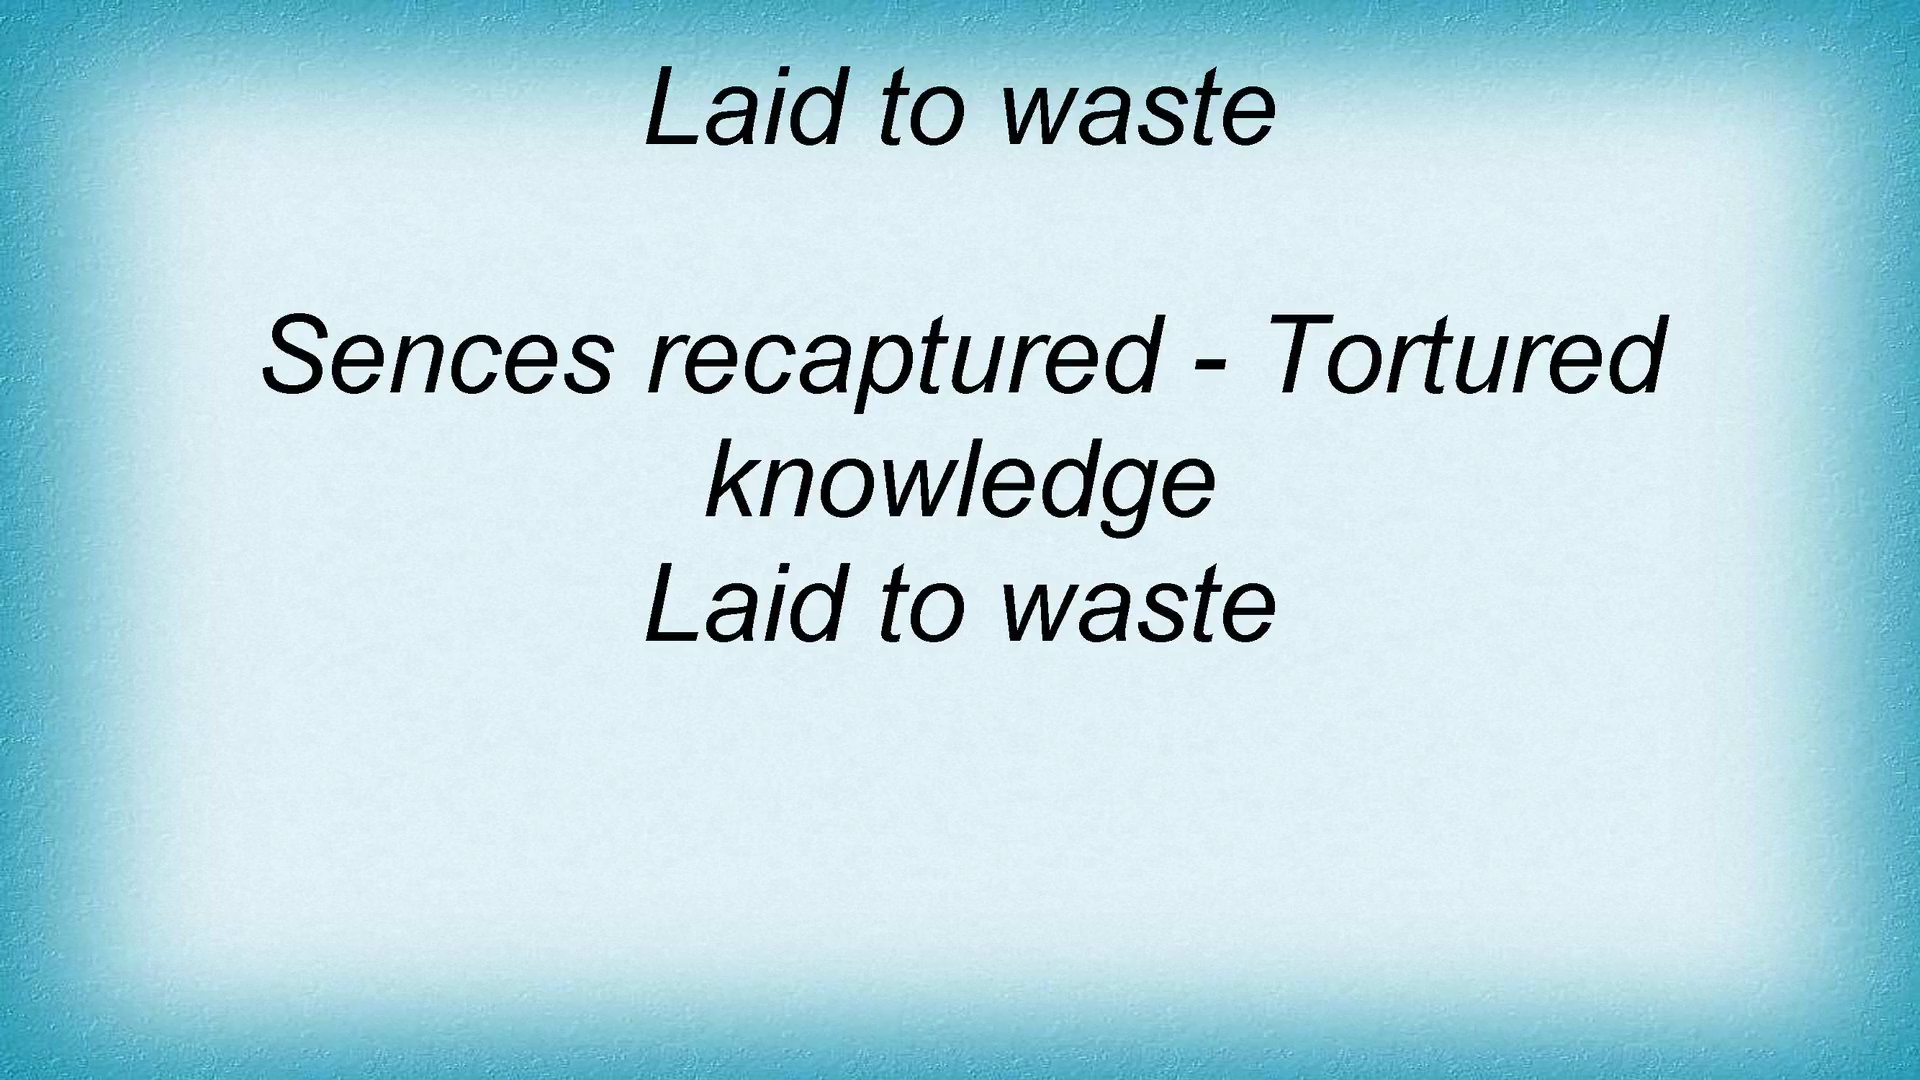 Laid to waste
Sences recaptured - Tortured
knowledge
Laid to waste